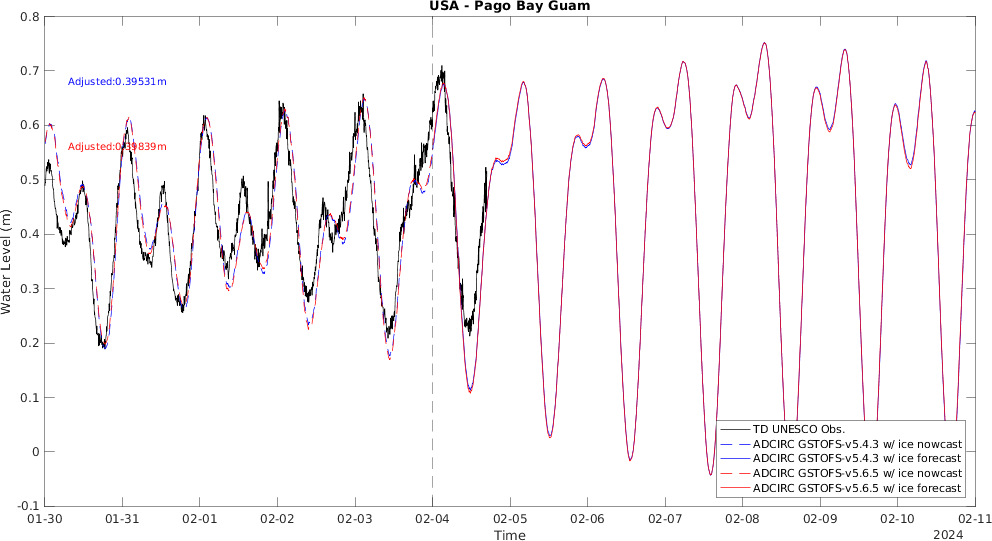 USA - Pago Bay Guam
0.8
0.7
0.6
0.5
0.4
0.3
0.2
0.1
0
-0.1
Water Level (m)
Adjusted:0.39531m
Adjusted:0.39839m
TD UNESCO Obs.
ADCIRC GSTOFS-v5.4.3 w/ ice nowcast
ADCIRC GSTOFS-v5.4.3 w/ ice forecast
ADCIRC GSTOFS-v5.6.5 w/ ice nowcast
ADCIRC GSTOFS-v5.6.5 w/ ice forecast
01-30 01-31 02-01 02-02 02-03 02-04 02-05 02-06 02-07 02-08 02-09 02-10 02-11
Time
2024